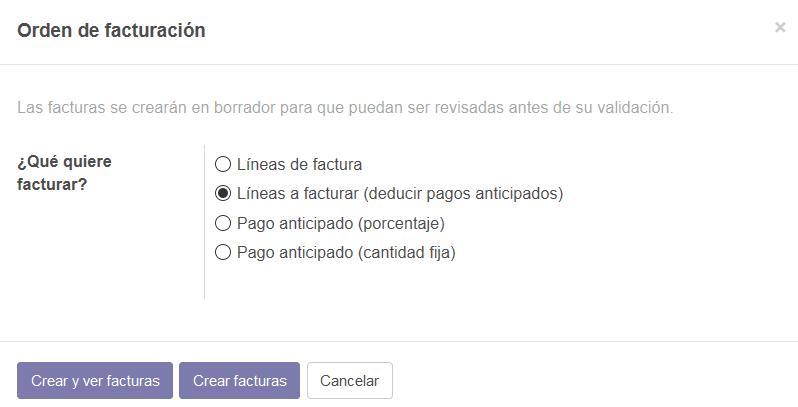 Orden de facturación
×
Las facturas se crearán en borrador para que puedan ser revisadas antes de su validación.
¿Qué quiere
facturar?
Líneas de factura
Líneas a facturar (deducir pagos anticipados)
Pago anticipado (porcentaje)
Pago anticipado (cantidad fija)
Crear y ver facturas
Crear facturas
Cancelar